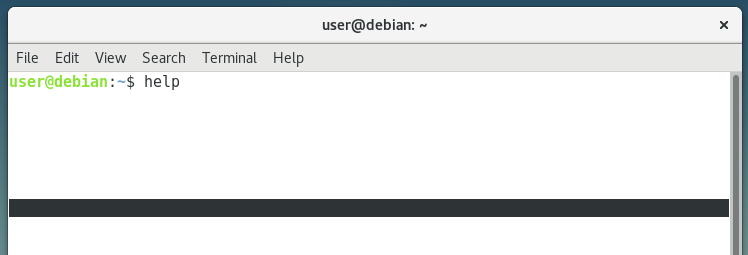 user@debian: ~
File Edit View Search Terminal Help
user@debian:~$ help